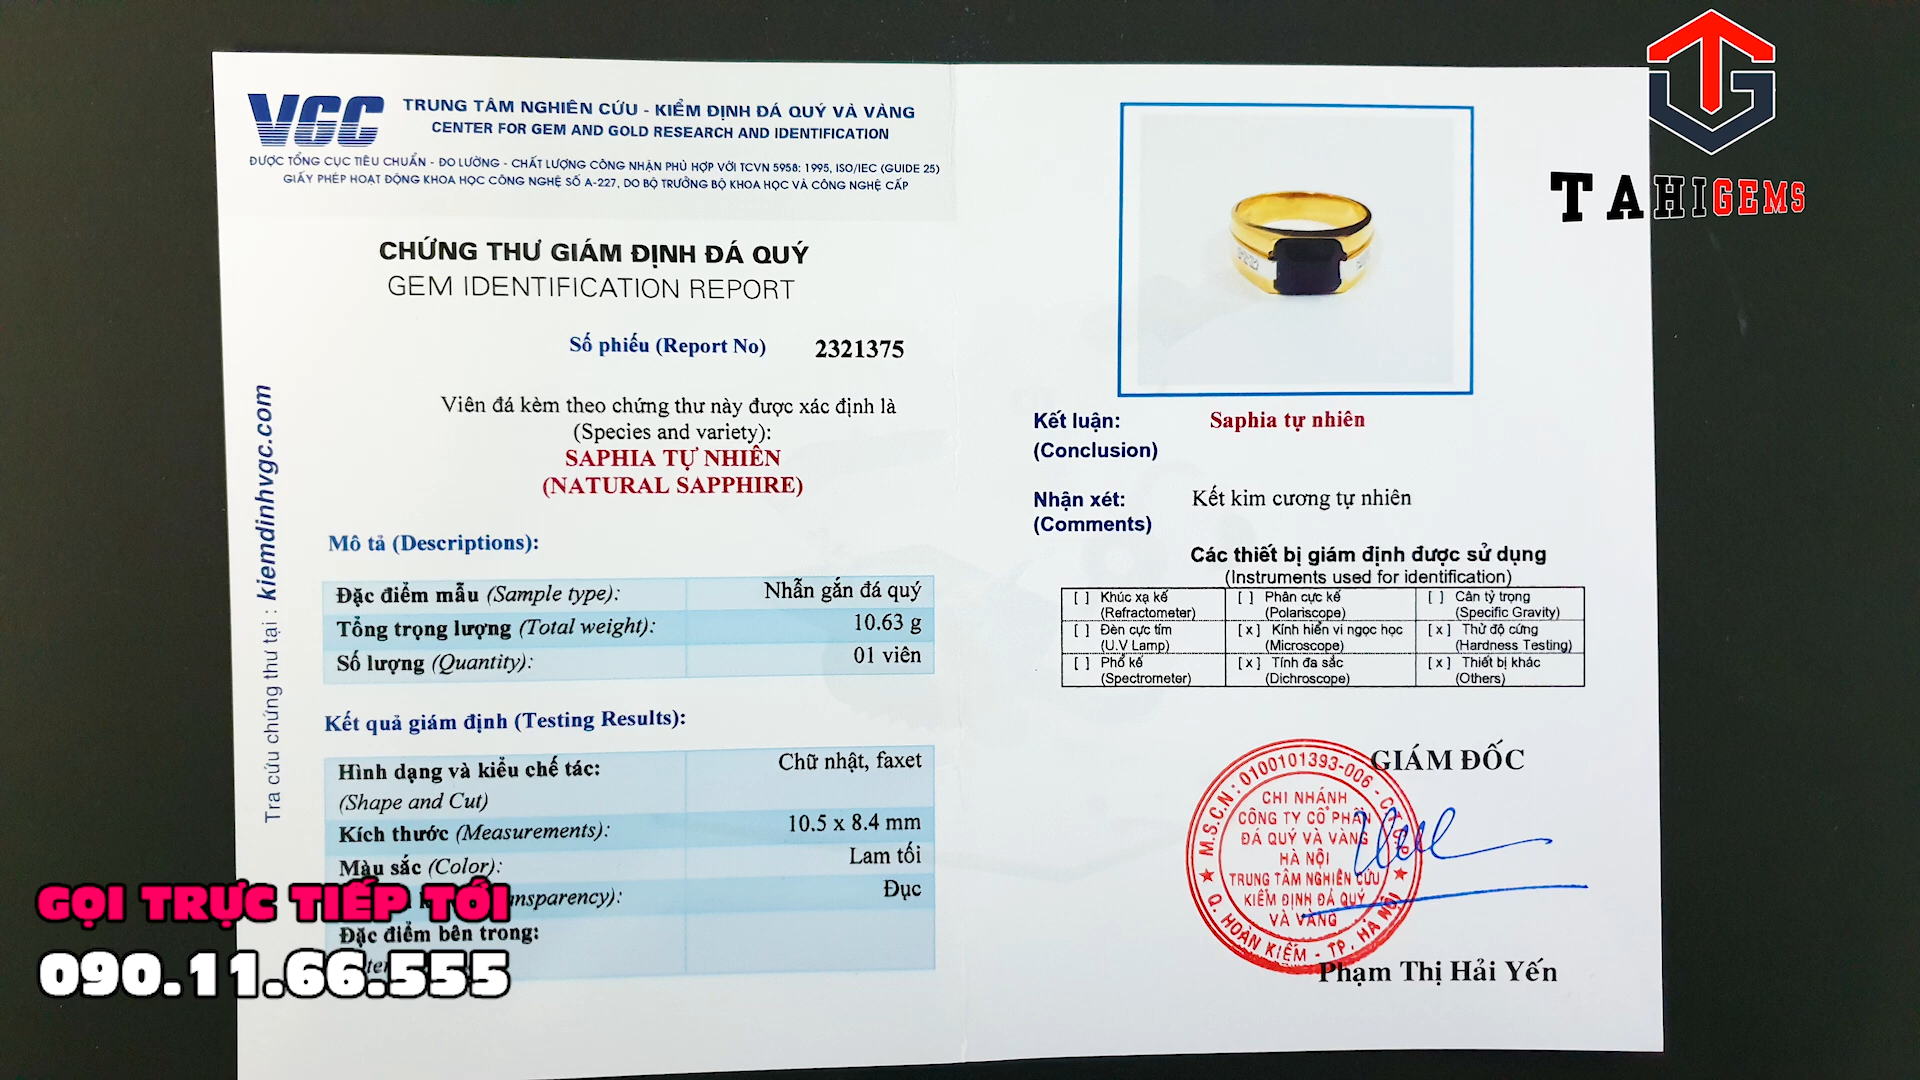 VGC
TRUNG TÂM NGHIÊN CỨU - KIỂM ĐỊNH ĐÁ QUÝ VÀ VÀNG
CENTER FOR GEM AND GOLD RESEARCH AND IDENTIFICATION
ĐƯỢC TỔNG CỤC TIÊU CHUẨN - ĐO LƯỜNG - CHẤT LƯỢNG CÔNG NHẬN PHÙ HỢP VỚI TCVN 5958: 1995, ISO/IEC (GUIDE 25)
GIẤY PHÉP HOẠT ĐỘNG KHOA HỌC CÔNG NGHỆ SỐ A-227, DO BỘ TRƯỞNG BỘ KHOA HỌC VÀ CÔNG NGHỆ CẤP
CHỨNG THƯ GIÁM ĐỊNH ĐÁ QUÝ
GEM IDENTIFICATION REPORT
Số phiếu (Report No) 2321375
Viên đá kèm theo chứng thư này được xác định là
(Species and variety):
SAPHIA TỰ NHIÊN
(NATURAL SAPPHIRE)
Mô tả (Descriptions):
Đặc điểm mẫu (Sample type): Nhẫn gắn đá quý
Tổng trọng lượng (Total weight): 10.63 g
Số lượng (Quantity): 01 viên
Kết quả giám định (Testing Results):
Hình dạng và kiểu chế tác: Chữ nhật, faxet
(Shape and Cut)
Kích thước (Measurements): 10.5 x 8.4 mm
Màu sắc (Color): Lam tối
nsparency): Đục
Đặc điểm bên trong:
Tra cứu chứng thư tại : kiemdinhvgc.com
GỌI TRỰC TIẾP TỚI
090.11.66.555
TG
TAHIGEMS
Kết luận: Saphia tự nhiên
(Conclusion)
Nhận xét: Kết kim cương tự nhiên
(Comments)
Các thiết bị giám định được sử dụng
(Instruments used for identification)
[ ] Khúc xạ kế [ ] Phân cực kế [ ] Cân tỷ trọng
(Refractometer) (Polariscope) (Specific Gravity)
[ ] Đèn cực tím [x] Kính hiển vi ngọc học [x] Thử độ cứng
(U.V Lamp) (Microscope) (Hardness Testing)
[ ] Phổ kế [x] Tính đa sắc [x] Thiết bị khác
(Spectrometer) (Dichroscope) (Others)
GIÁM ĐỐC
M.S.C.N: 0100101393-006 - C.T.C.P
CHI NHÁNH
CÔNG TY CỔ PHẦN
ĐÁ QUÝ VÀ VÀNG
HÀ NỘI
TRUNG TÂM NGHIÊN CỨU
KIỂM ĐỊNH ĐÁ QUÝ
VÀ VÀNG
Q. HOÀN KIẾM - TP. HÀ NỘI
Phạm Thị Hải Yến